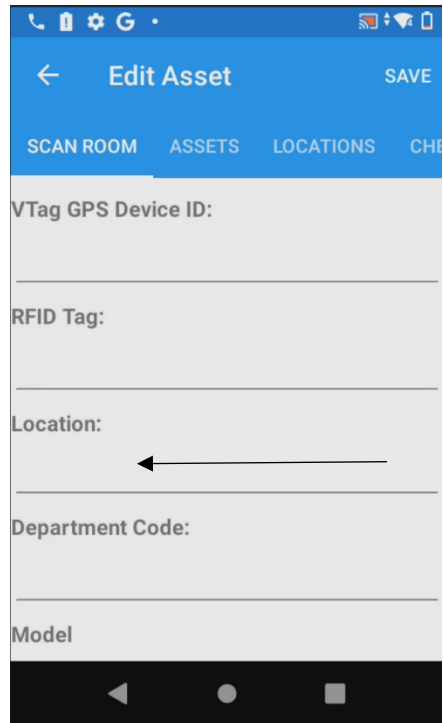 G
Edit Asset
SAVE
SCAN ROOM ASSETS LOCATIONS CHE
VTag GPS Device ID:
RFID Tag:
Location:
Department Code:
Model